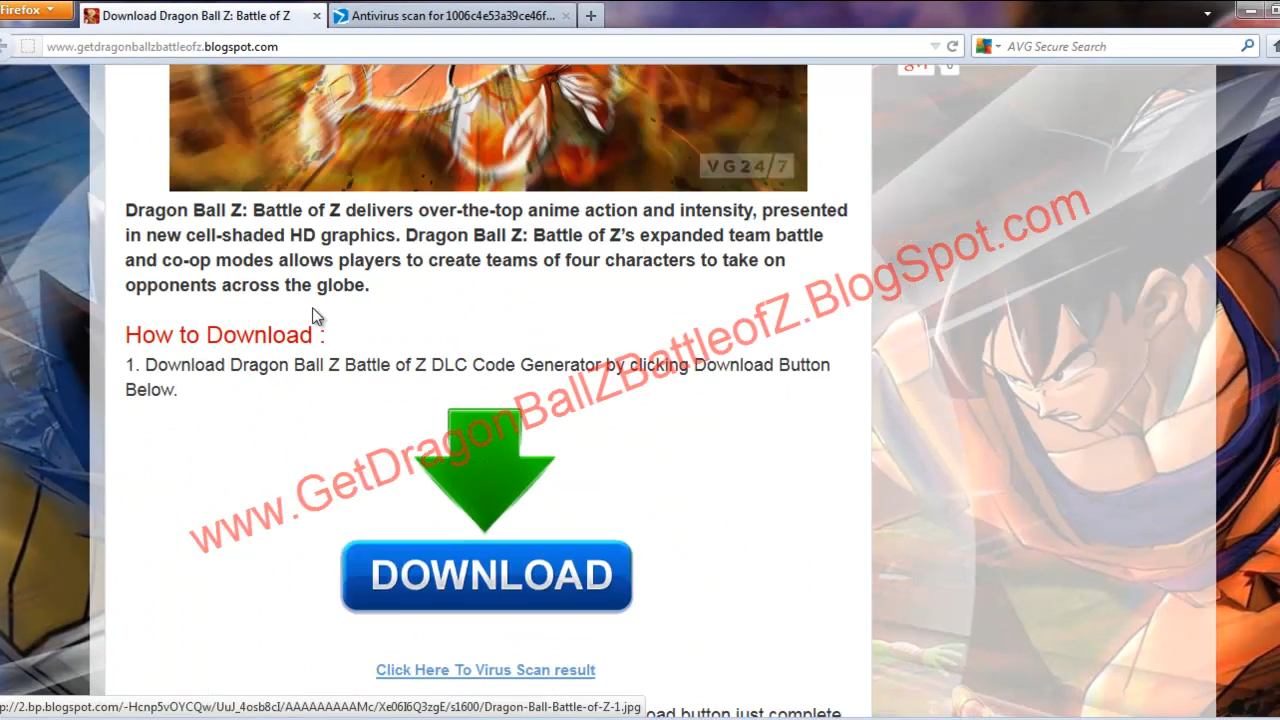 Firefox
Download Dragon Ball Z: Battle of Z
Antivirus scan for 1006c4e53a39ce46f...
www.getdragonballzbattleofz.blogspot.com
AVG Secure Search
VG24/7
Dragon Ball Z: Battle of Z delivers over-the-top anime action and intensity, presented
in new cell-shaded HD graphics. Dragon Ball Z: Battle of Z's expanded team battle
and co-op modes allows players to create teams of four characters to take on
opponents across the globe.
www.GetDragonBallZBattleofZ.BlogSpot.com
How to Download :
1. Download Dragon Ball Z Battle of Z DLC Code Generator by clicking Download Button
Below.
DOWNLOAD
Click Here To Virus Scan result
load button just complete